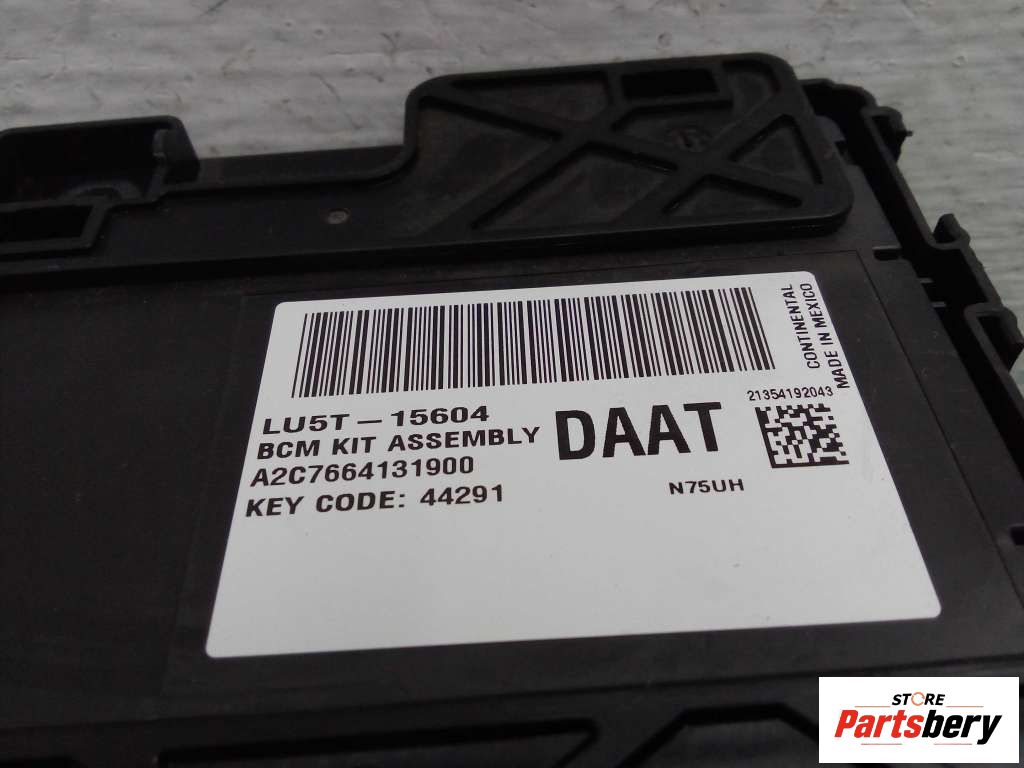 CONTINENTAL
MADE IN MEXICO
21354192043
LU5T-15604
BCM KIT ASSEMBLY
DAAT
A2C7664131900
KEY CODE: 44291
N75UH
STORE
Partsbery